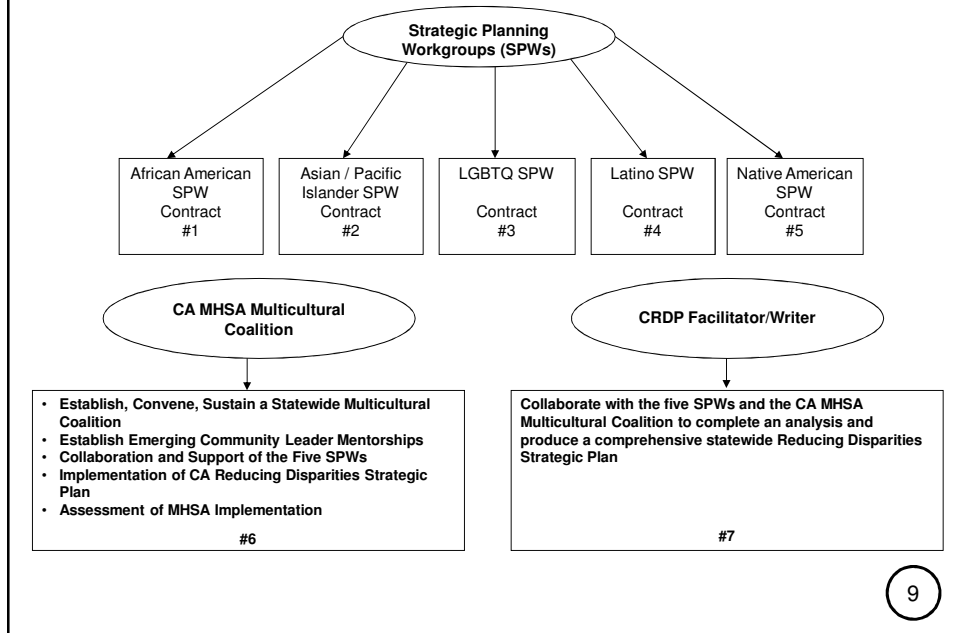 Strategic Planning
Workgroups (SPWs)
African American
SPW
Contract
#1
Asian / Pacific
Islander SPW
Contract
#2
LGBTQ SPW
Contract
#3
Latino SPW
Contract
#4
Native American
SPW
Contract
#5
CA MHSA Multicultural
Coalition
CRDP Facilitator/Writer
• Establish, Convene, Sustain a Statewide Multicultural
Coalition
• Establish Emerging Community Leader Mentorships
• Collaboration and Support of the Five SPWs
• Implementation of CA Reducing Disparities Strategic
Plan
• Assessment of MHSA Implementation
#6
Collaborate with the five SPWs and the CA MHSA
Multicultural Coalition to complete an analysis and
produce a comprehensive statewide Reducing Disparities
Strategic Plan
#7
9